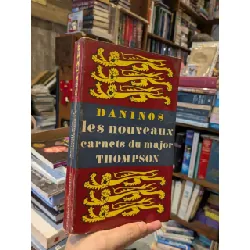 DANINOS
les nouveaux
carnets du major
THOMPSON